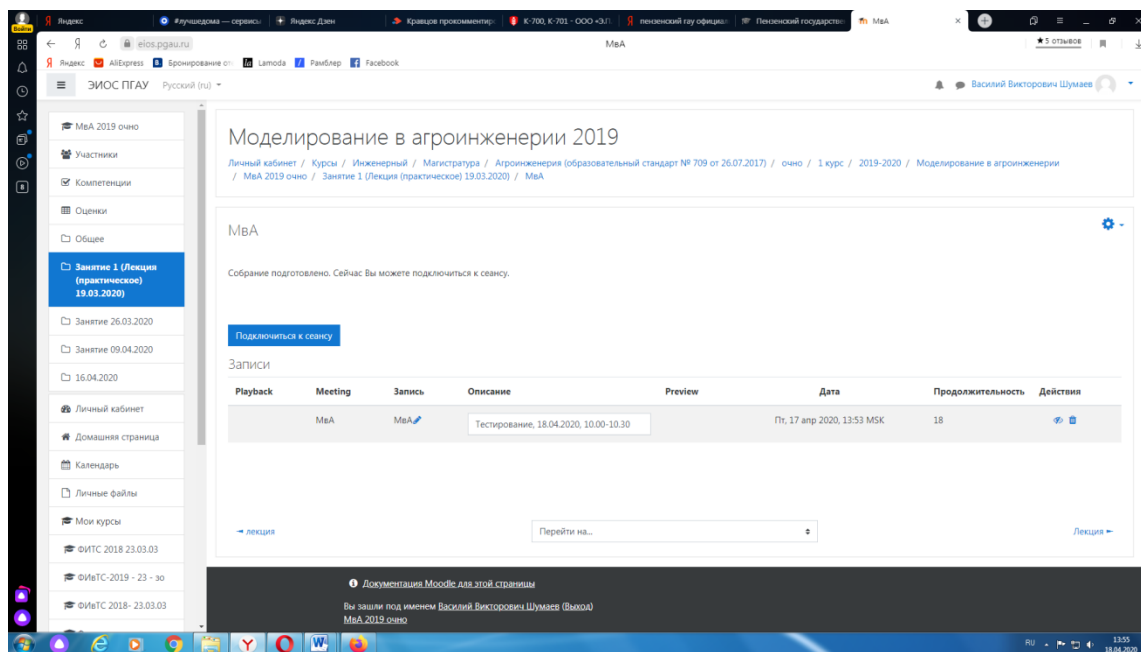 Яндекс
#лучшедома — сервисы
Яндекс Дзен
Кравцов прокомментир
К-700, К-701 - ООО «З.П
пензенский гау официал
Пензенский государстве
МвА
Войти
eios.pgau.ru
МвА
★5 отзывов
Яндекс
AliExpress
Бронирование оте
Lamoda
Рамблер
Facebook
ЭИОС ПГАУ
Русский (ru)
Василий Викторович Шумаев
МвА 2019 очно
Участники
Компетенции
Оценки
Общее
Занятие 1 (Лекция
(практическое)
19.03.2020)
Занятие 26.03.2020
Занятие 09.04.2020
16.04.2020
Личный кабинет
Домашняя страница
Календарь
Личные файлы
Мои курсы
ФИТС 2018 23.03.03
ФИвТС-2019 - 23 - зо
ФИвТС 2018- 23.03.03
Моделирование в агроинженерии 2019
Личный кабинет / Курсы / Инженерный / Магистратура / Агроинженерия (образовательный стандарт № 709 от 26.07.2017) / очно / 1 курс / 2019-2020 / Моделирование в агроинженерии
/ МвА 2019 очно / Занятие 1 (Лекция (практическое) 19.03.2020) / МвА
МвА
Собрание подготовлено. Сейчас Вы можете подключиться к сеансу.
Подключиться к сеансу
Записи
Playback Meeting Запись Описание Preview Дата Продолжительность Действия
МвА МвА Тестирование, 18.04.2020, 10.00-10.30 Пт, 17 апр 2020, 13:53 MSK 18
◄ лекция
Перейти на...
Лекция ►
Документация Moodle для этой страницы
Вы зашли под именем Василий Викторович Шумаев (Выход)
МвА 2019 очно
RU
13:55
18.04.2020